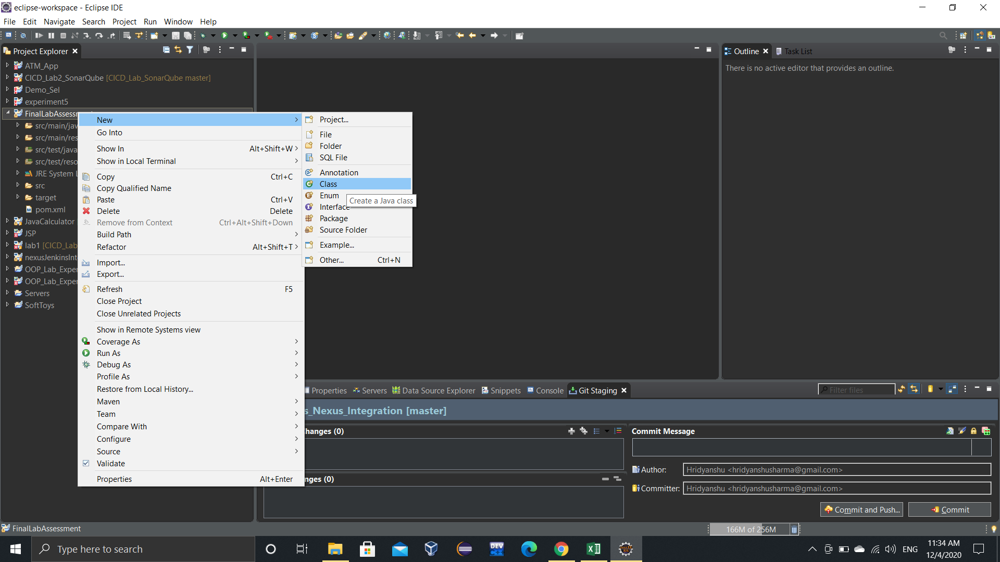 eclipse-workspace - Eclipse IDE
File Edit Navigate Search Project Run Window Help
Project Explorer
Outline Task List
There is no active editor that provides an outline.
ATM_App
CICD_Lab2_SonarQube [CICD_Lab_SonarQube master]
Demo_Sel
experiment5
FinalLabAssess
src/main/jav
src/main/res
src/test/java
src/test/reso
JRE System L
src
target
pom.xml
JavaCalculator
JSP
lab1 [CICD_Lab
nexusJenkinsInt
OOP_Lab_Exper
OOP_Lab_Exper
Servers
SoftToys
New
Go Into
Show In Alt+Shift+W
Show in Local Terminal
Copy Ctrl+C
Copy Qualified Name
Paste Ctrl+V
Delete Delete
Remove from Context Ctrl+Alt+Shift+Down
Build Path
Refactor Alt+Shift+T
Import...
Export...
Refresh F5
Close Project
Close Unrelated Projects
Show in Remote Systems view
Coverage As
Run As
Debug As
Profile As
Restore from Local History...
Maven
Team
Compare With
Configure
Source
Validate
Properties Alt+Enter
Project...
File
Folder
SQL File
Annotation
Class
Enum
Create a Java class
Interface
Package
Source Folder
Example...
Other... Ctrl+N
Properties Servers Data Source Explorer Snippets Console Git Staging
Filter files
s_Nexus_Integration [master]
hanges (0)
nges (0)
Commit Message
Author: Hridyanshu <hridyanshusharma@gmail.com>
Committer: Hridyanshu <hridyanshusharma@gmail.com>
Commit and Push... Commit
FinalLabAssessment
166M of 256M
Type here to search
DEV
C++
ENG
11:34 AM
12/4/2020